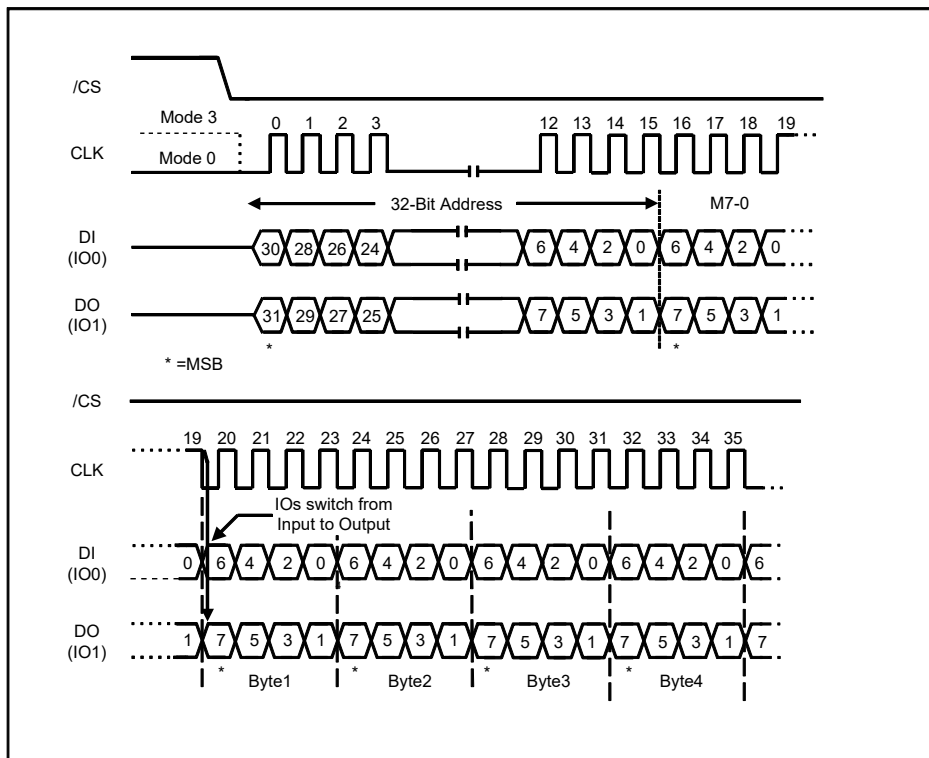 /CS
Mode 3
0 1 2 3 12 13 14 15 16 17 18 19
CLK
Mode 0
32-Bit Address M7-0
DI
(IO0)
30 28 26 24 6 4 2 0 6 4 2 0
DO
(IO1)
31 29 27 25 7 5 3 1 7 5 3 1
* *
* =MSB
/CS
19 20 21 22 23 24 25 26 27 28 29 30 31 32 33 34 35
CLK
IOs switch from
Input to Output
DI
(IO0)
0 6 4 2 0 6 4 2 0 6 4 2 0 6 4 2 0 6
DO
(IO1)
1 7 5 3 1 7 5 3 1 7 5 3 1 7 5 3 1 7
* * * *
Byte1 Byte2 Byte3 Byte4